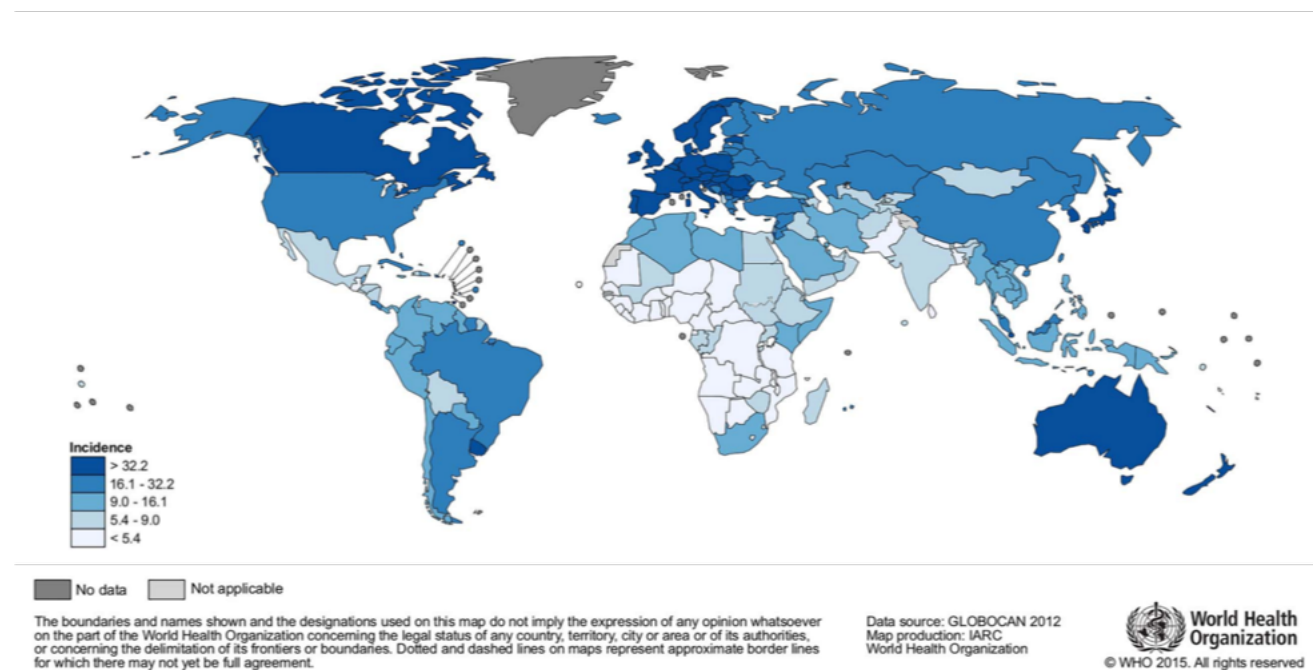 Incidence
> 32.2
16.1 - 32.2
9.0 - 16.1
5.4 - 9.0
< 5.4
No data
Not applicable
The boundaries and names shown and the designations used on this map do not imply the expression of any opinion whatsoever
on the part of the World Health Organization concerning the legal status of any country, territory, city or area or of its authorities,
or concerning the delimitation of its frontiers or boundaries. Dotted and dashed lines on maps represent approximate border lines
for which there may not yet be full agreement.
Data source: GLOBOCAN 2012
Map production: IARC
World Health Organization
World Health
Organization
© WHO 2015. All rights reserved